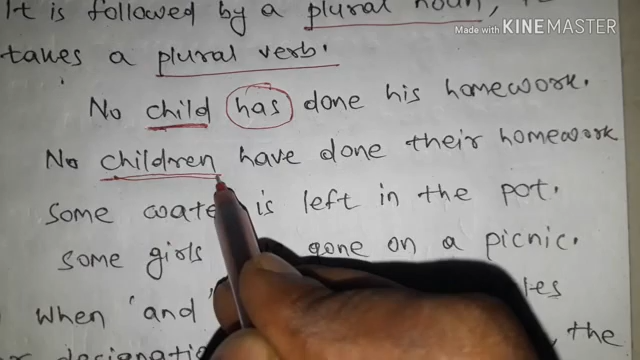 It is followed by a plural noun,
Made with KINEMASTER
takes a plural verb.
No child has done his homework.
No children have done their homework
Some water is left in the pot.
Some girls gone on a picnic.
When 'and'
the